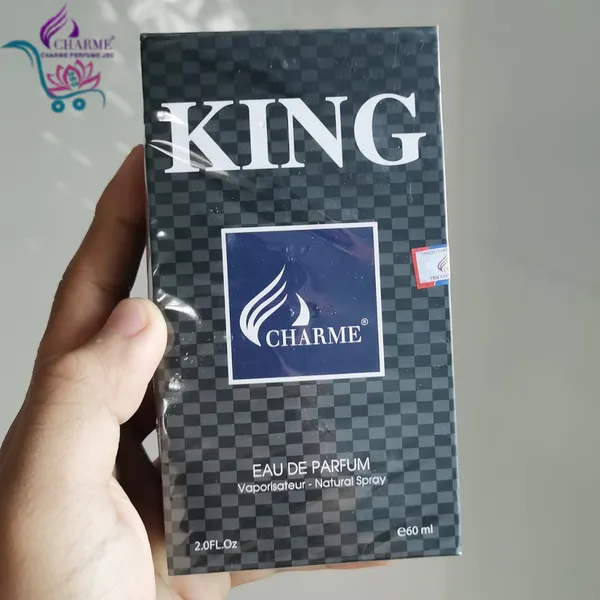 CHARME®
CHARME PERFUME JSC
KING
CHARME®
EAU DE PARFUM
Vaporisateur - Natural Spray
2.0FL.Oz
℮60 ml